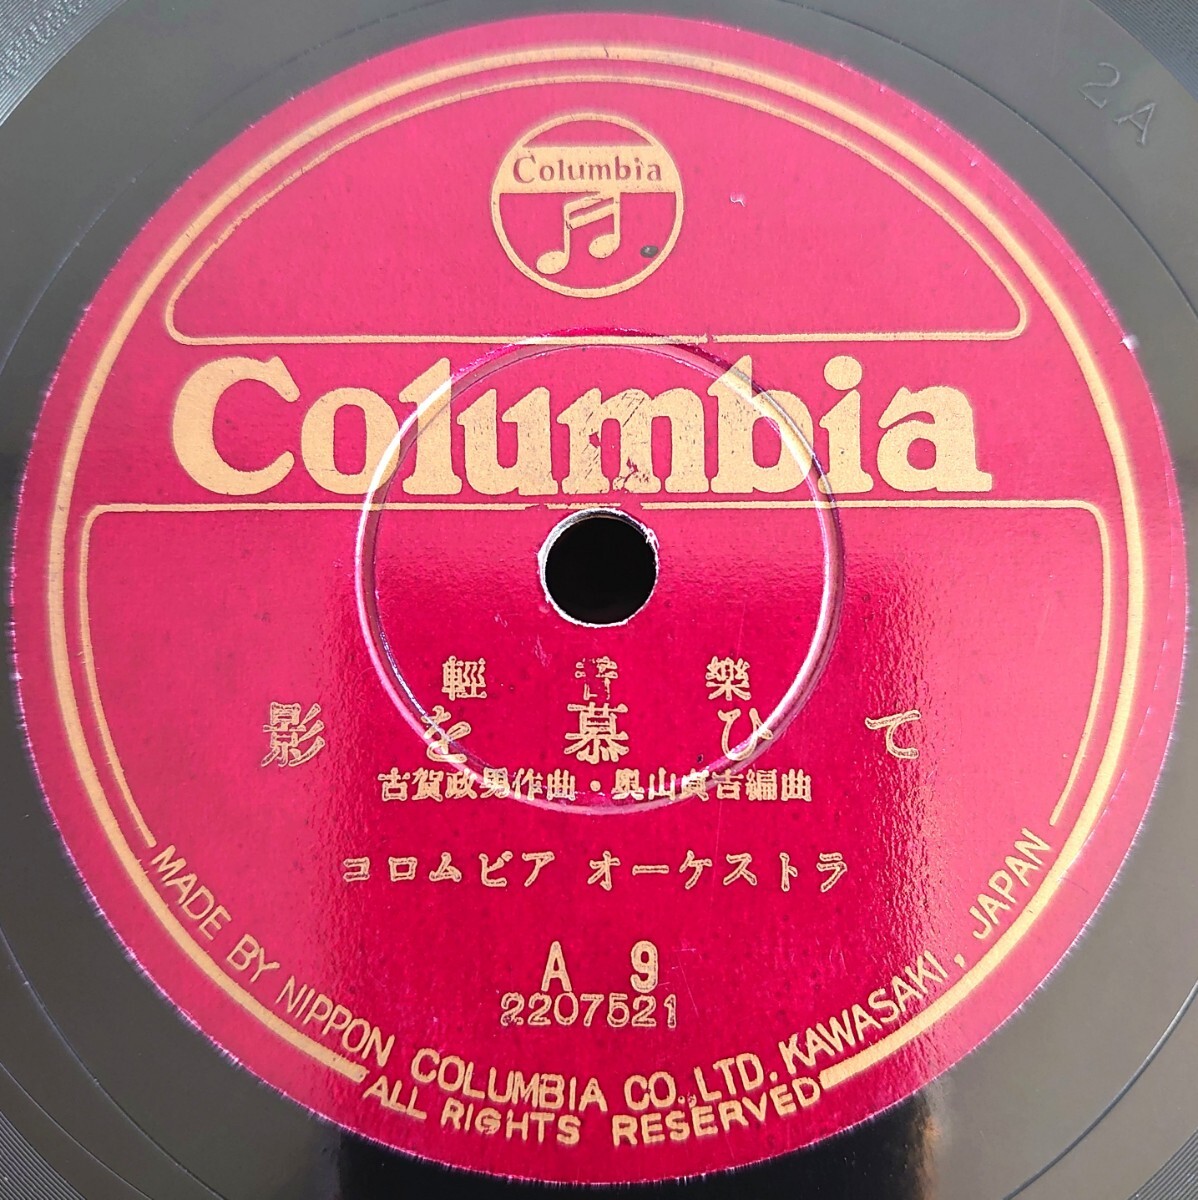 2A
Columbia
Columbia
輕音樂
影を慕ひて
古賀政男作曲・奥山貞吉編曲
コロムビア オーケストラ
A 9
2207521
MADE BY NIPPON COLUMBIA CO.,LTD. KAWASAKI, JAPAN
ALL RIGHTS RESERVED